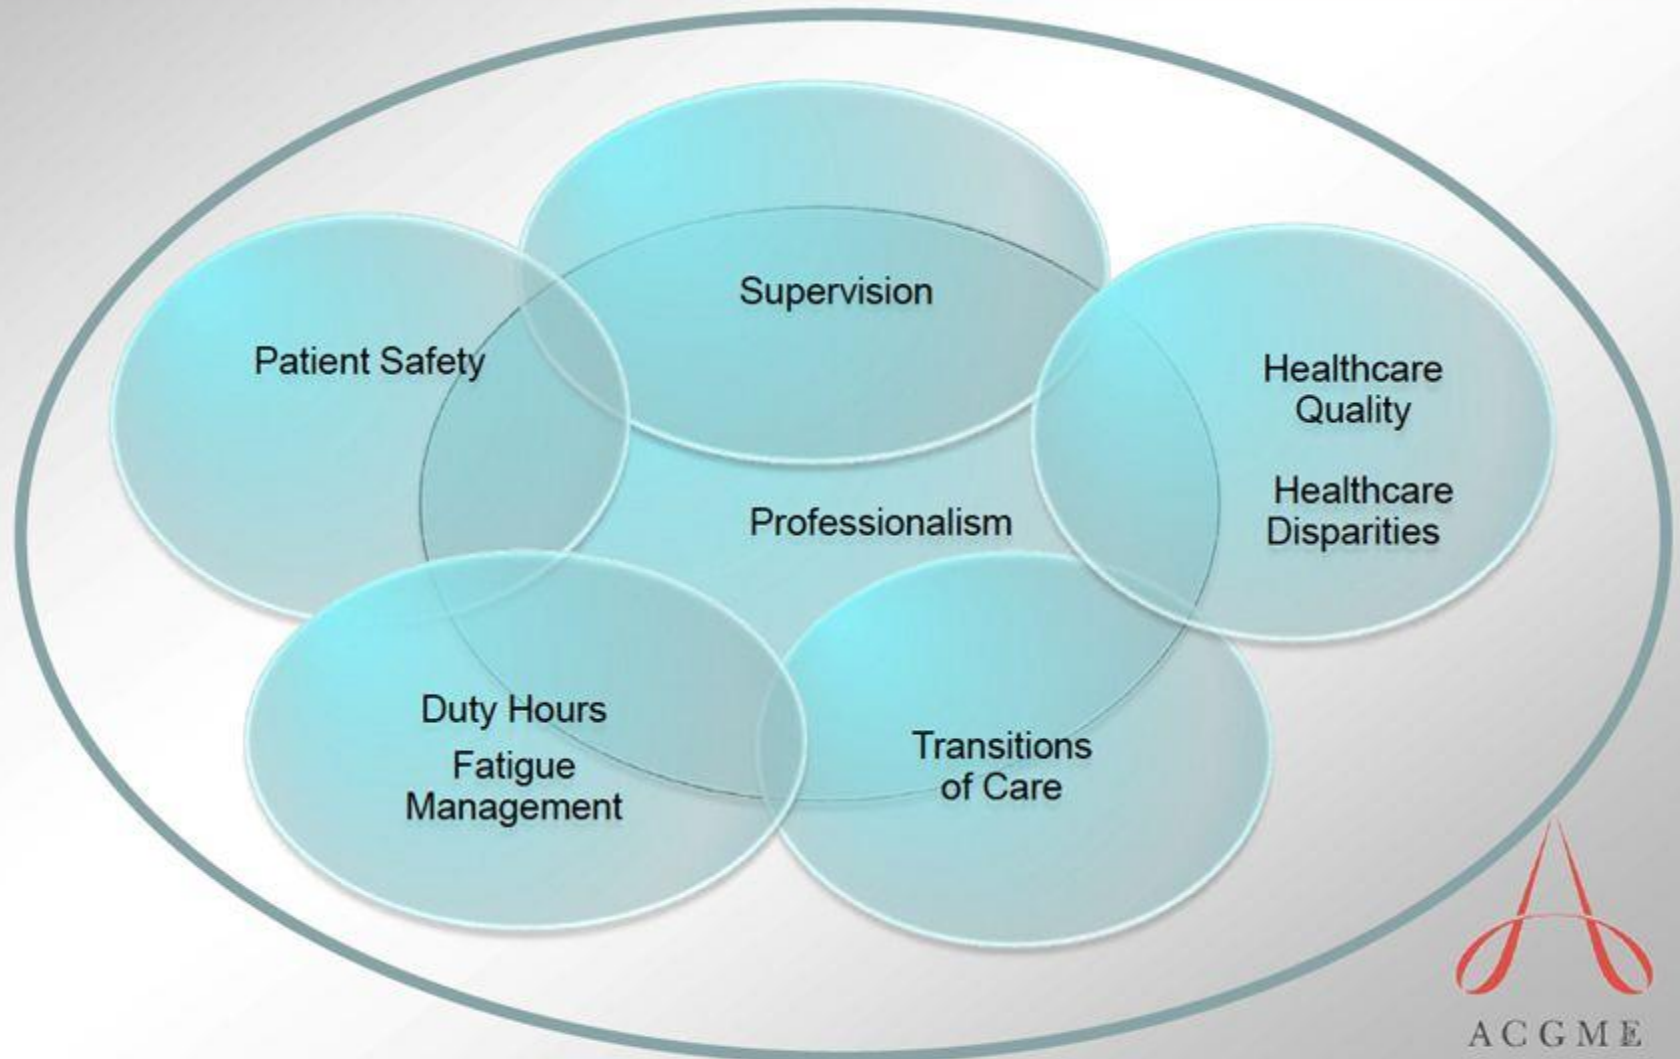 Supervision
Patient Safety
Healthcare
Quality
Healthcare
Disparities
Professionalism
Duty Hours
Fatigue
Management
Transitions
of Care
ACGME